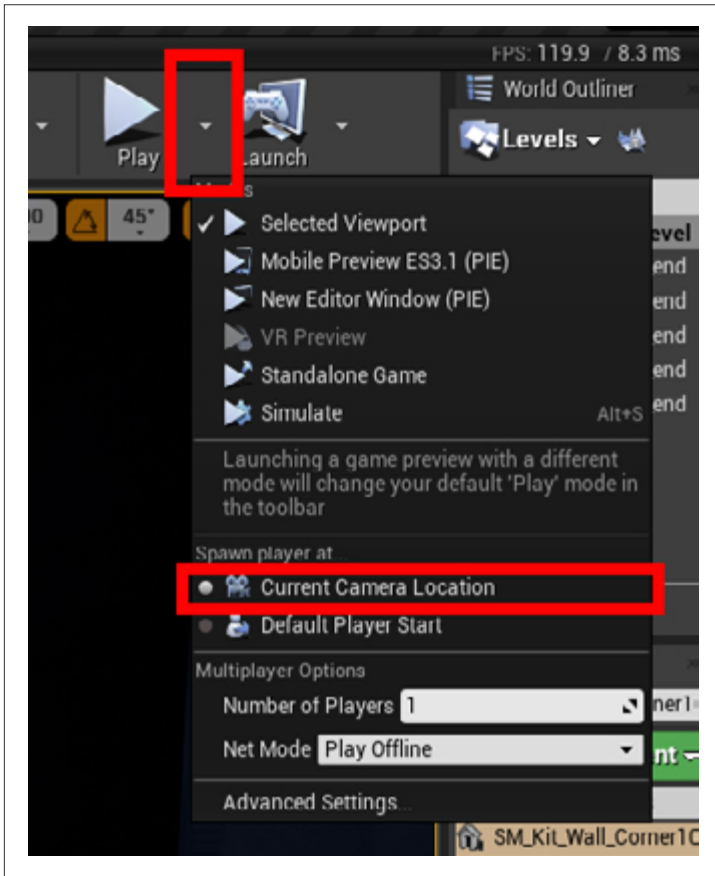 FPS: 119.9 / 8.3 ms
World Outliner
Play
Launch
Levels
45°
Selected Viewport
Mobile Preview ES3.1 (PIE)
New Editor Window (PIE)
VR Preview
Standalone Game
Simulate Alt+S
Launching a game preview with a different
mode will change your default 'Play' mode in
the toolbar
Spawn player at...
Current Camera Location
Default Player Start
Multiplayer Options
Number of Players 1
Net Mode Play Offline
Advanced Settings...